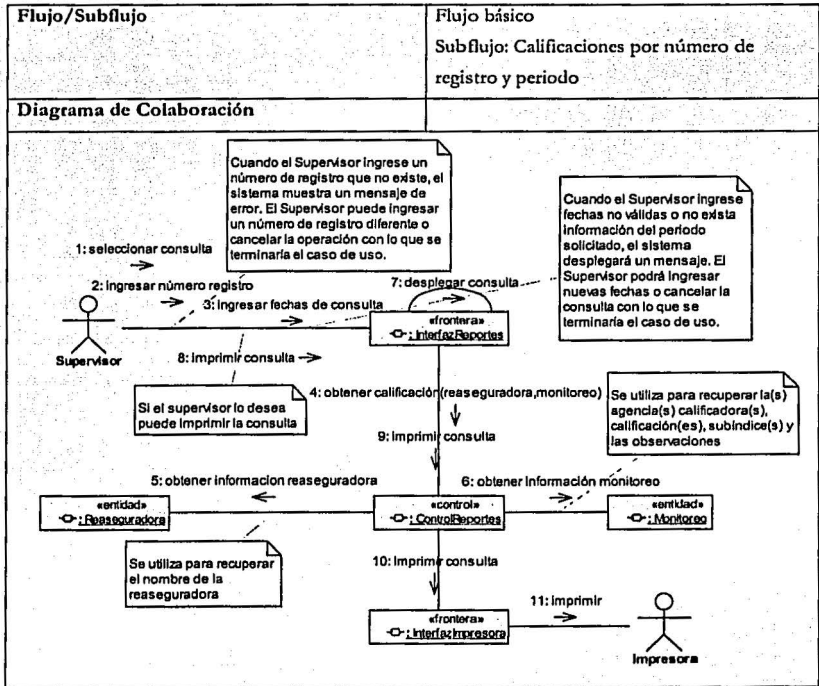 Flujo/Subflujo
Flujo básico
Subflujo: Calificaciones por número de
registro y periodo
Diagrama de Colaboración
Cuando el Supervisor ingrese un
número de registro que no existe, el
sistema muestra un mensaje de
error. El Supervisor puede ingresar
un número de registro diferente o
cancelar la operación con lo que se
terminaría el caso de uso.
Cuando el Supervisor ingrese
fechas no válidas o no exista
información del periodo
solicitado, el sistema
desplegará un mensaje. El
Supervisor podrá ingresar
nuevas fechas o cancelar la
consulta con lo que se
terminaría el caso de uso.
1: seleccionar consulta
2: ingresar número registro
3: ingresar fechas de consulta
7: desplegar consulta
«frontera»
: InterfazReportes
Supervisor
8: imprimir consulta
Si el supervisor lo desea
puede imprimir la consulta
4: obtener calificación(reaseguradora,monitoreo)
9: imprimir consulta
Se utiliza para recuperar la(s)
agencia(s) calificadora(s),
calificación(es), subíndice(s) y
las observaciones
5: obtener informacion reaseguradora
6: obtener información monitoreo
«entidad»
: Reaseguradora
«control»
: ControlReportes
«entidad»
: Monitoreo
Se utiliza para recuperar
el nombre de la
reaseguradora
10: imprimir consulta
«frontera»
: InterfazImpresora
11: imprimir
Impresora